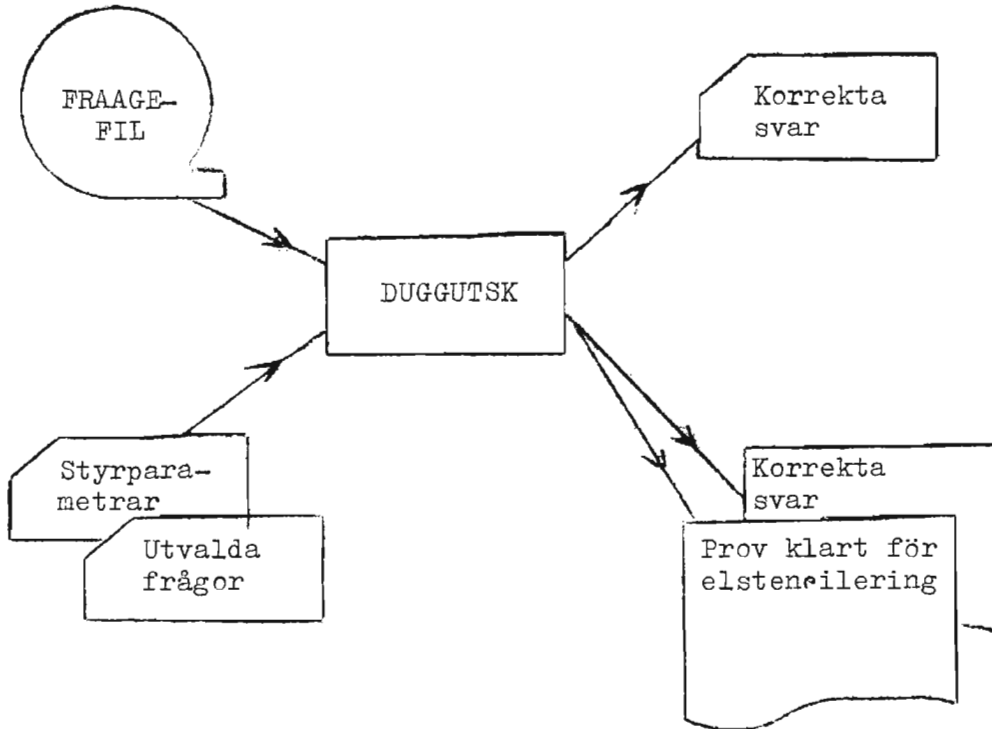 FRAAGE-
FIL
Korrekta
svar
DUGGUTSK
Styrpara-
metrar
Utvalda
frågor
Korrekta
svar
Prov klart för
elstencilering